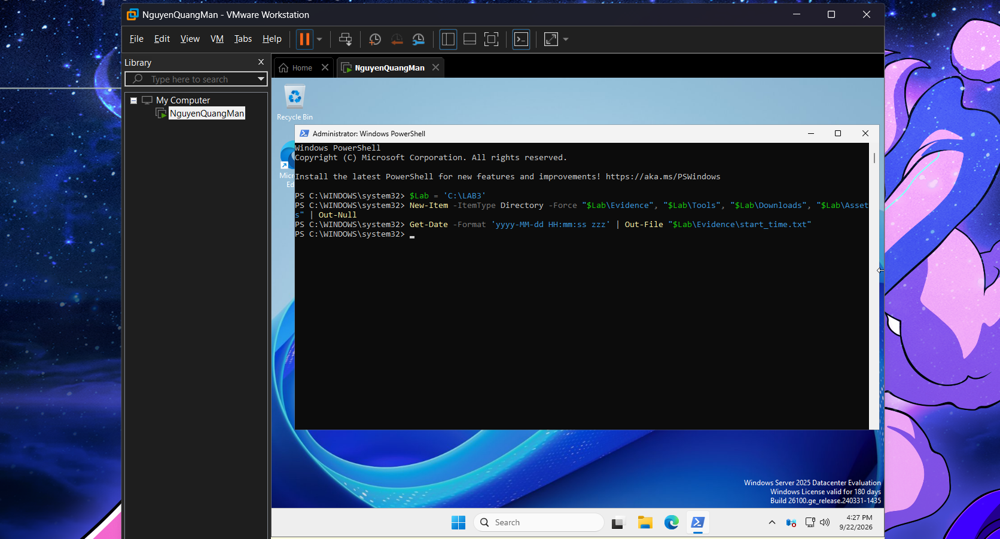 NguyenQuangMan - VMware Workstation
File Edit View VM Tabs Help
Library
Type here to search
My Computer
NguyenQuangMan
Home
NguyenQuangMan
Recycle Bin
Micr
Ed
Administrator: Windows PowerShell
Windows PowerShell
Copyright (C) Microsoft Corporation. All rights reserved.
Install the latest PowerShell for new features and improvements! https://aka.ms/PSWindows
PS C:\WINDOWS\system32> $Lab = 'C:\LAB3'
PS C:\WINDOWS\system32> New-Item -ItemType Directory -Force "$Lab\Evidence", "$Lab\Tools", "$Lab\Downloads", "$Lab\Asset
s" | Out-Null
PS C:\WINDOWS\system32> Get-Date -Format 'yyyy-MM-dd HH:mm:ss zzz' | Out-File "$Lab\Evidence\start_time.txt"
PS C:\WINDOWS\system32>
Windows Server 2025 Datacenter Evaluation
Windows License valid for 180 days
Build 26100.ge_release.240331-1435
Search
4:27 PM
9/22/2026